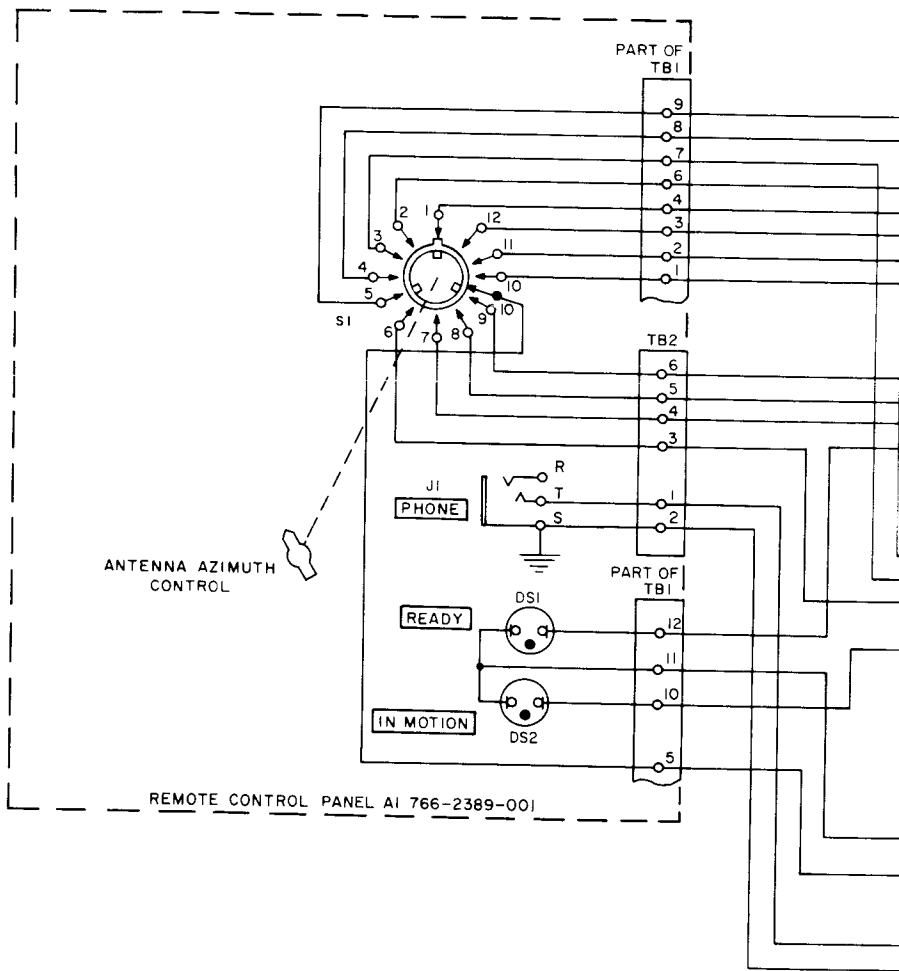 PART OF
TB1
9
8
7
6
4
3
2
1
1
2
3
4
5
6
7
8
9
10
10
11
12
S1
TB2
6
5
4
3
1
2
R
T
S
J1
PHONE
ANTENNA AZIMUTH
CONTROL
PART OF
TB1
DS1
READY
12
11
10
IN MOTION
DS2
5
REMOTE CONTROL PANEL A1 766-2389-001